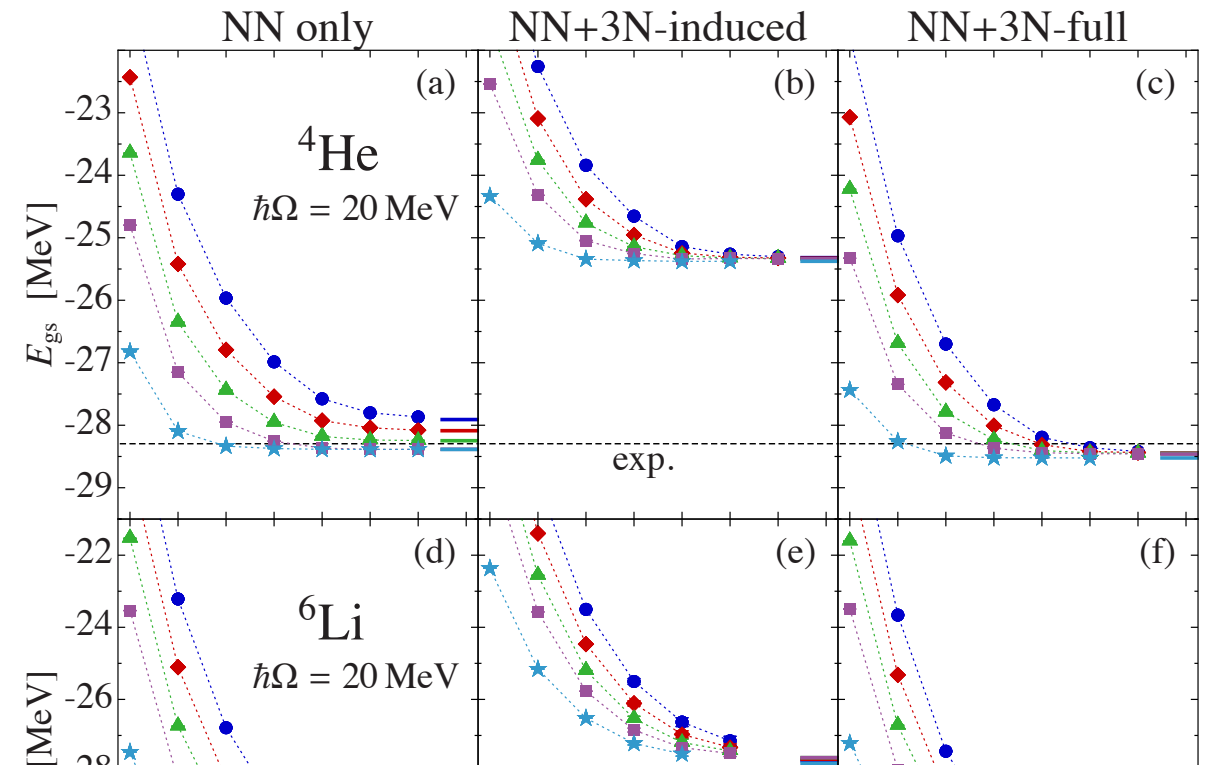 NN only NN+3N-induced NN+3N-full
(a) (b) (c)
-23
-24
-25
-26
-27
-28
-29
E_gs [MeV]
⁴He
ℏΩ = 20 MeV
exp.
(d) (e) (f)
-22
-24
-26
[MeV]
⁶Li
ℏΩ = 20 MeV